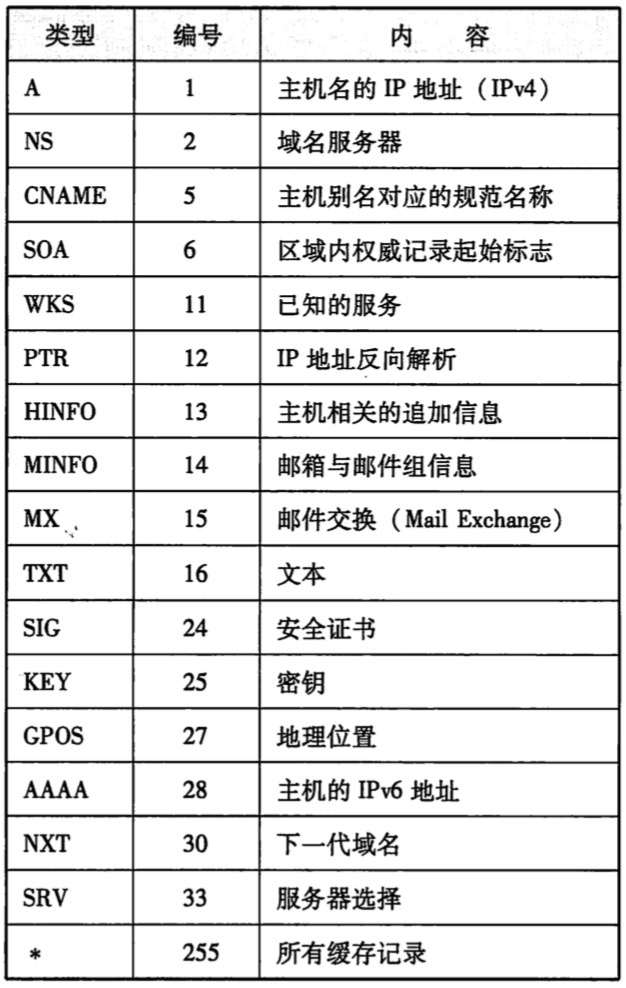 类型 编号 内 容
A 1 主机名的 IP 地址（IPv4）
NS 2 域名服务器
CNAME 5 主机别名对应的规范名称
SOA 6 区域内权威记录起始标志
WKS 11 已知的服务
PTR 12 IP 地址反向解析
HINFO 13 主机相关的追加信息
MINFO 14 邮箱与邮件组信息
MX 15 邮件交换（Mail Exchange）
TXT 16 文本
SIG 24 安全证书
KEY 25 密钥
GPOS 27 地理位置
AAAA 28 主机的 IPv6 地址
NXT 30 下一代域名
SRV 33 服务器选择
* 255 所有缓存记录